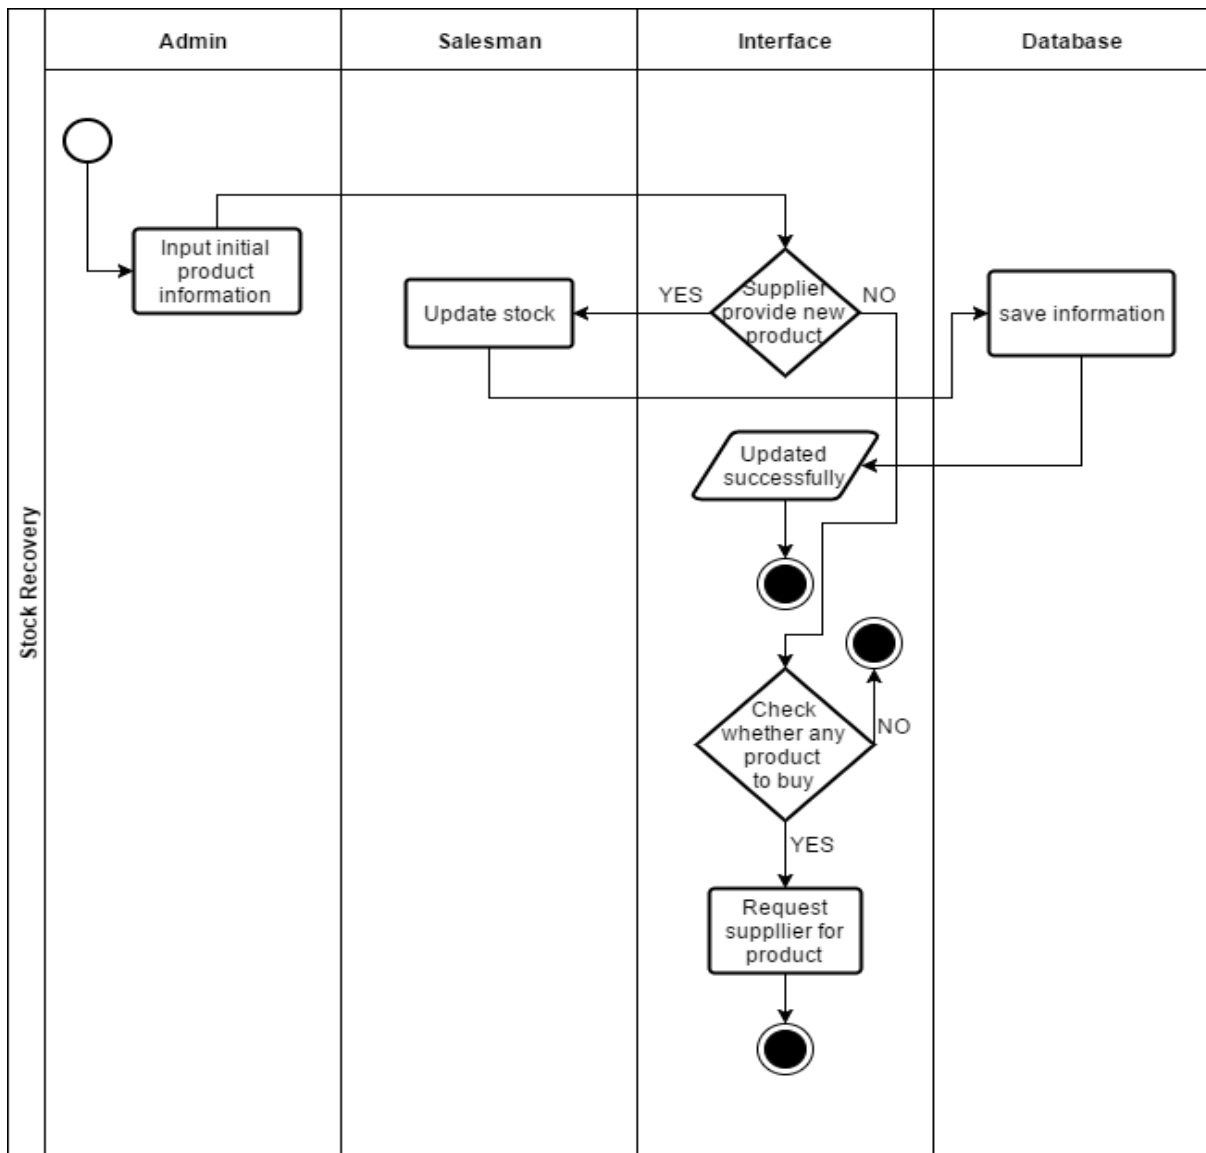 Admin
Salesman
Interface
Database
Stock Recovery
Input initial
product
information
Update stock
YES
Supplier
provide new
product
NO
save information
Updated
successfully
Check
whether any
product
to buy
NO
YES
Request
suppllier for
product